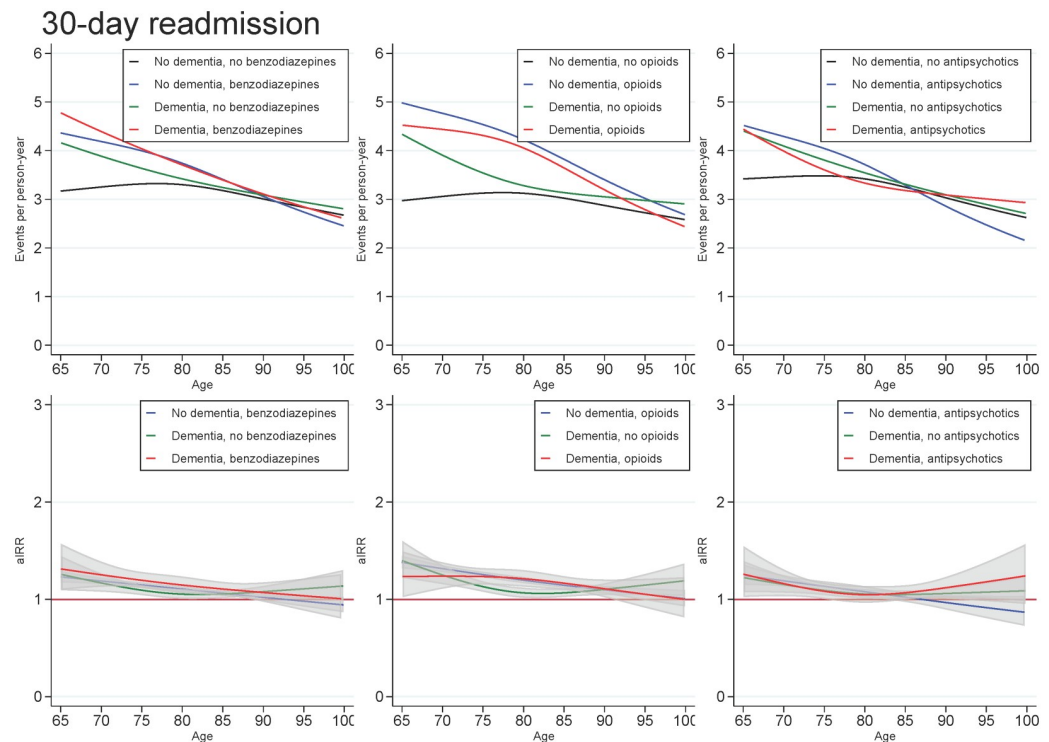 30-day readmission
6
5
4
3
2
1
0
Events per person-year
No dementia, no benzodiazepines
No dementia, benzodiazepines
Dementia, no benzodiazepines
Dementia, benzodiazepines
65 70 75 80 85 90 95 100
Age
6
5
4
3
2
1
0
Events per person-year
No dementia, no opioids
No dementia, opioids
Dementia, no opioids
Dementia, opioids
65 70 75 80 85 90 95 100
Age
6
5
4
3
2
1
0
Events per person-year
No dementia, no antipsychotics
No dementia, antipsychotics
Dementia, no antipsychotics
Dementia, antipsychotics
65 70 75 80 85 90 95 100
Age
3
2
1
0
aIRR
No dementia, benzodiazepines
Dementia, no benzodiazepines
Dementia, benzodiazepines
65 70 75 80 85 90 95 100
Age
3
2
1
0
aIRR
No dementia, opioids
Dementia, no opioids
Dementia, opioids
65 70 75 80 85 90 95 100
Age
3
2
1
0
aIRR
No dementia, antipsychotics
Dementia, no antipsychotics
Dementia, antipsychotics
65 70 75 80 85 90 95 100
Age